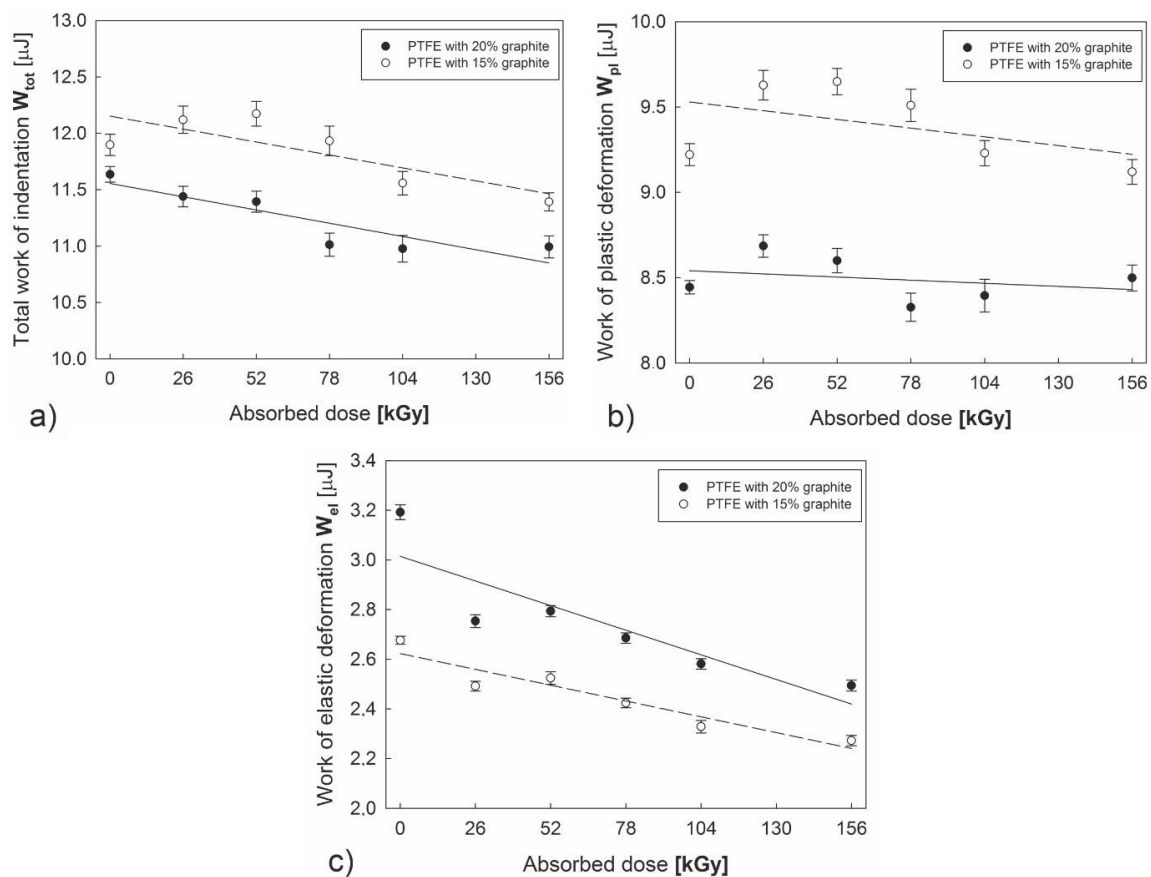 13.0
12.5
12.0
11.5
11.0
10.5
10.0
Total work of indentation W_tot [μJ]
PTFE with 20% graphite
PTFE with 15% graphite
0 26 52 78 104 130 156
Absorbed dose [kGy]
a)
10.0
9.5
9.0
8.5
8.0
Work of plastic deformation W_pl [μJ]
PTFE with 20% graphite
PTFE with 15% graphite
0 26 52 78 104 130 156
Absorbed dose [kGy]
b)
3.4
3.2
3.0
2.8
2.6
2.4
2.2
2.0
Work of elastic deformation W_el [μJ]
PTFE with 20% graphite
PTFE with 15% graphite
0 26 52 78 104 130 156
Absorbed dose [kGy]
c)